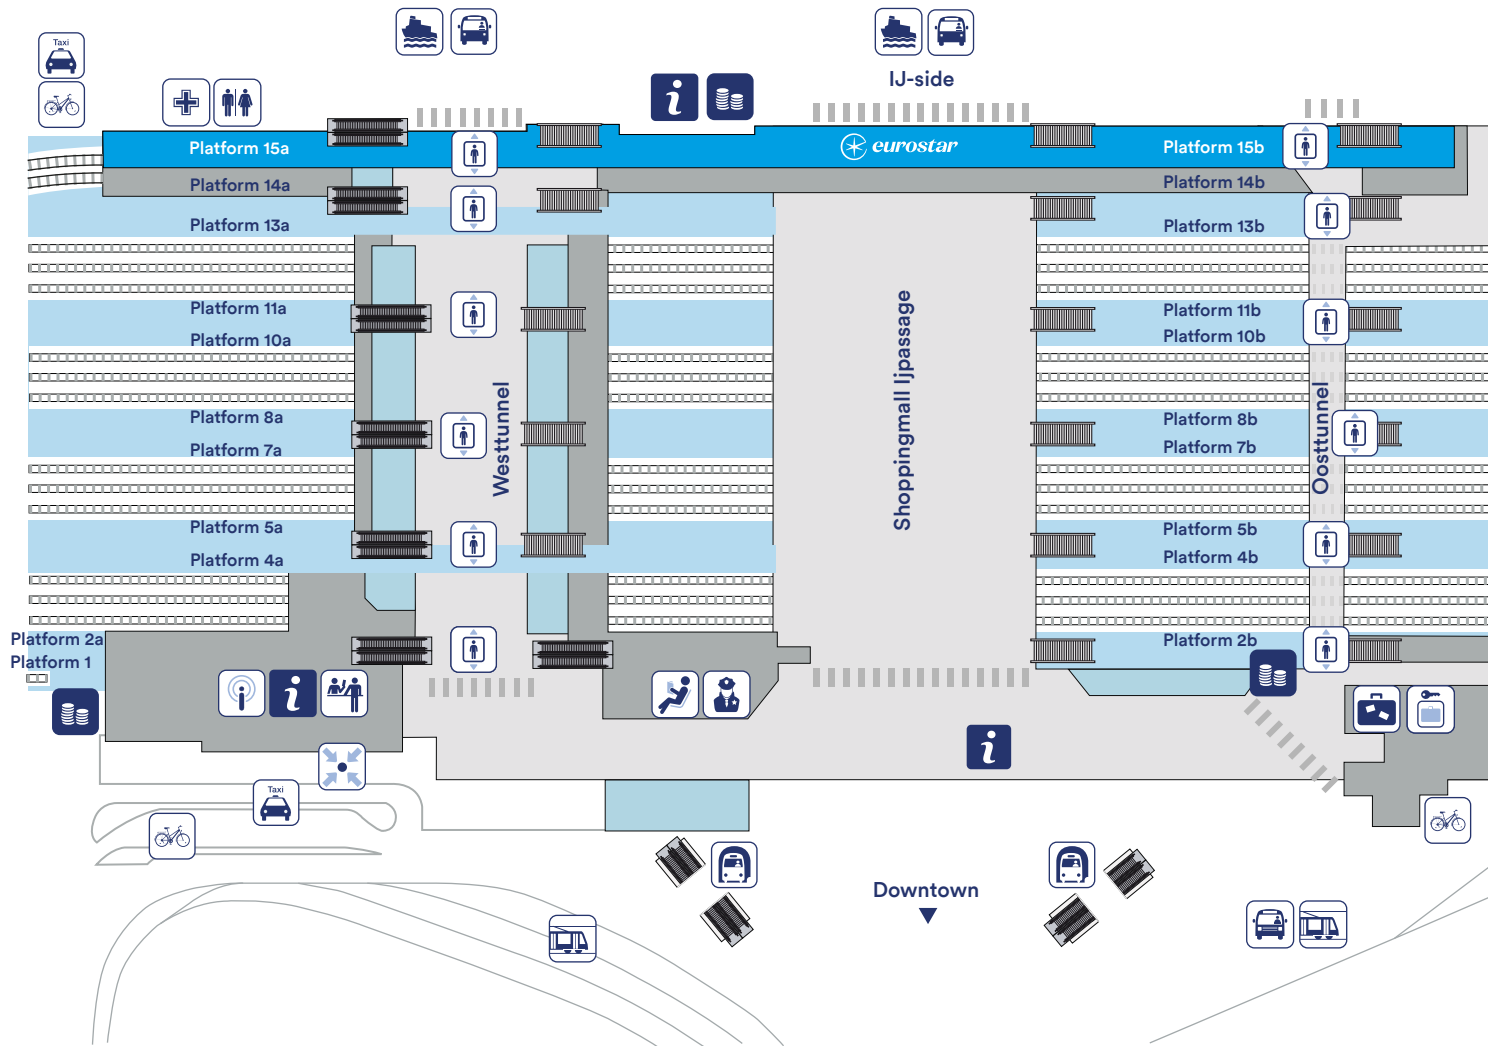 Taxi
IJ-side
Platform 15a
eurostar
Platform 15b
Platform 14a
Platform 14b
Platform 13a
Platform 13b
Platform 11a
Platform 11b
Platform 10a
Platform 10b
Westtunnel
Shoppingmall Ijpassage
Oosttunnel
Platform 8a
Platform 8b
Platform 7a
Platform 7b
Platform 5a
Platform 5b
Platform 4a
Platform 4b
Platform 2a
Platform 2b
Platform 1
i
i
i
Taxi
Downtown